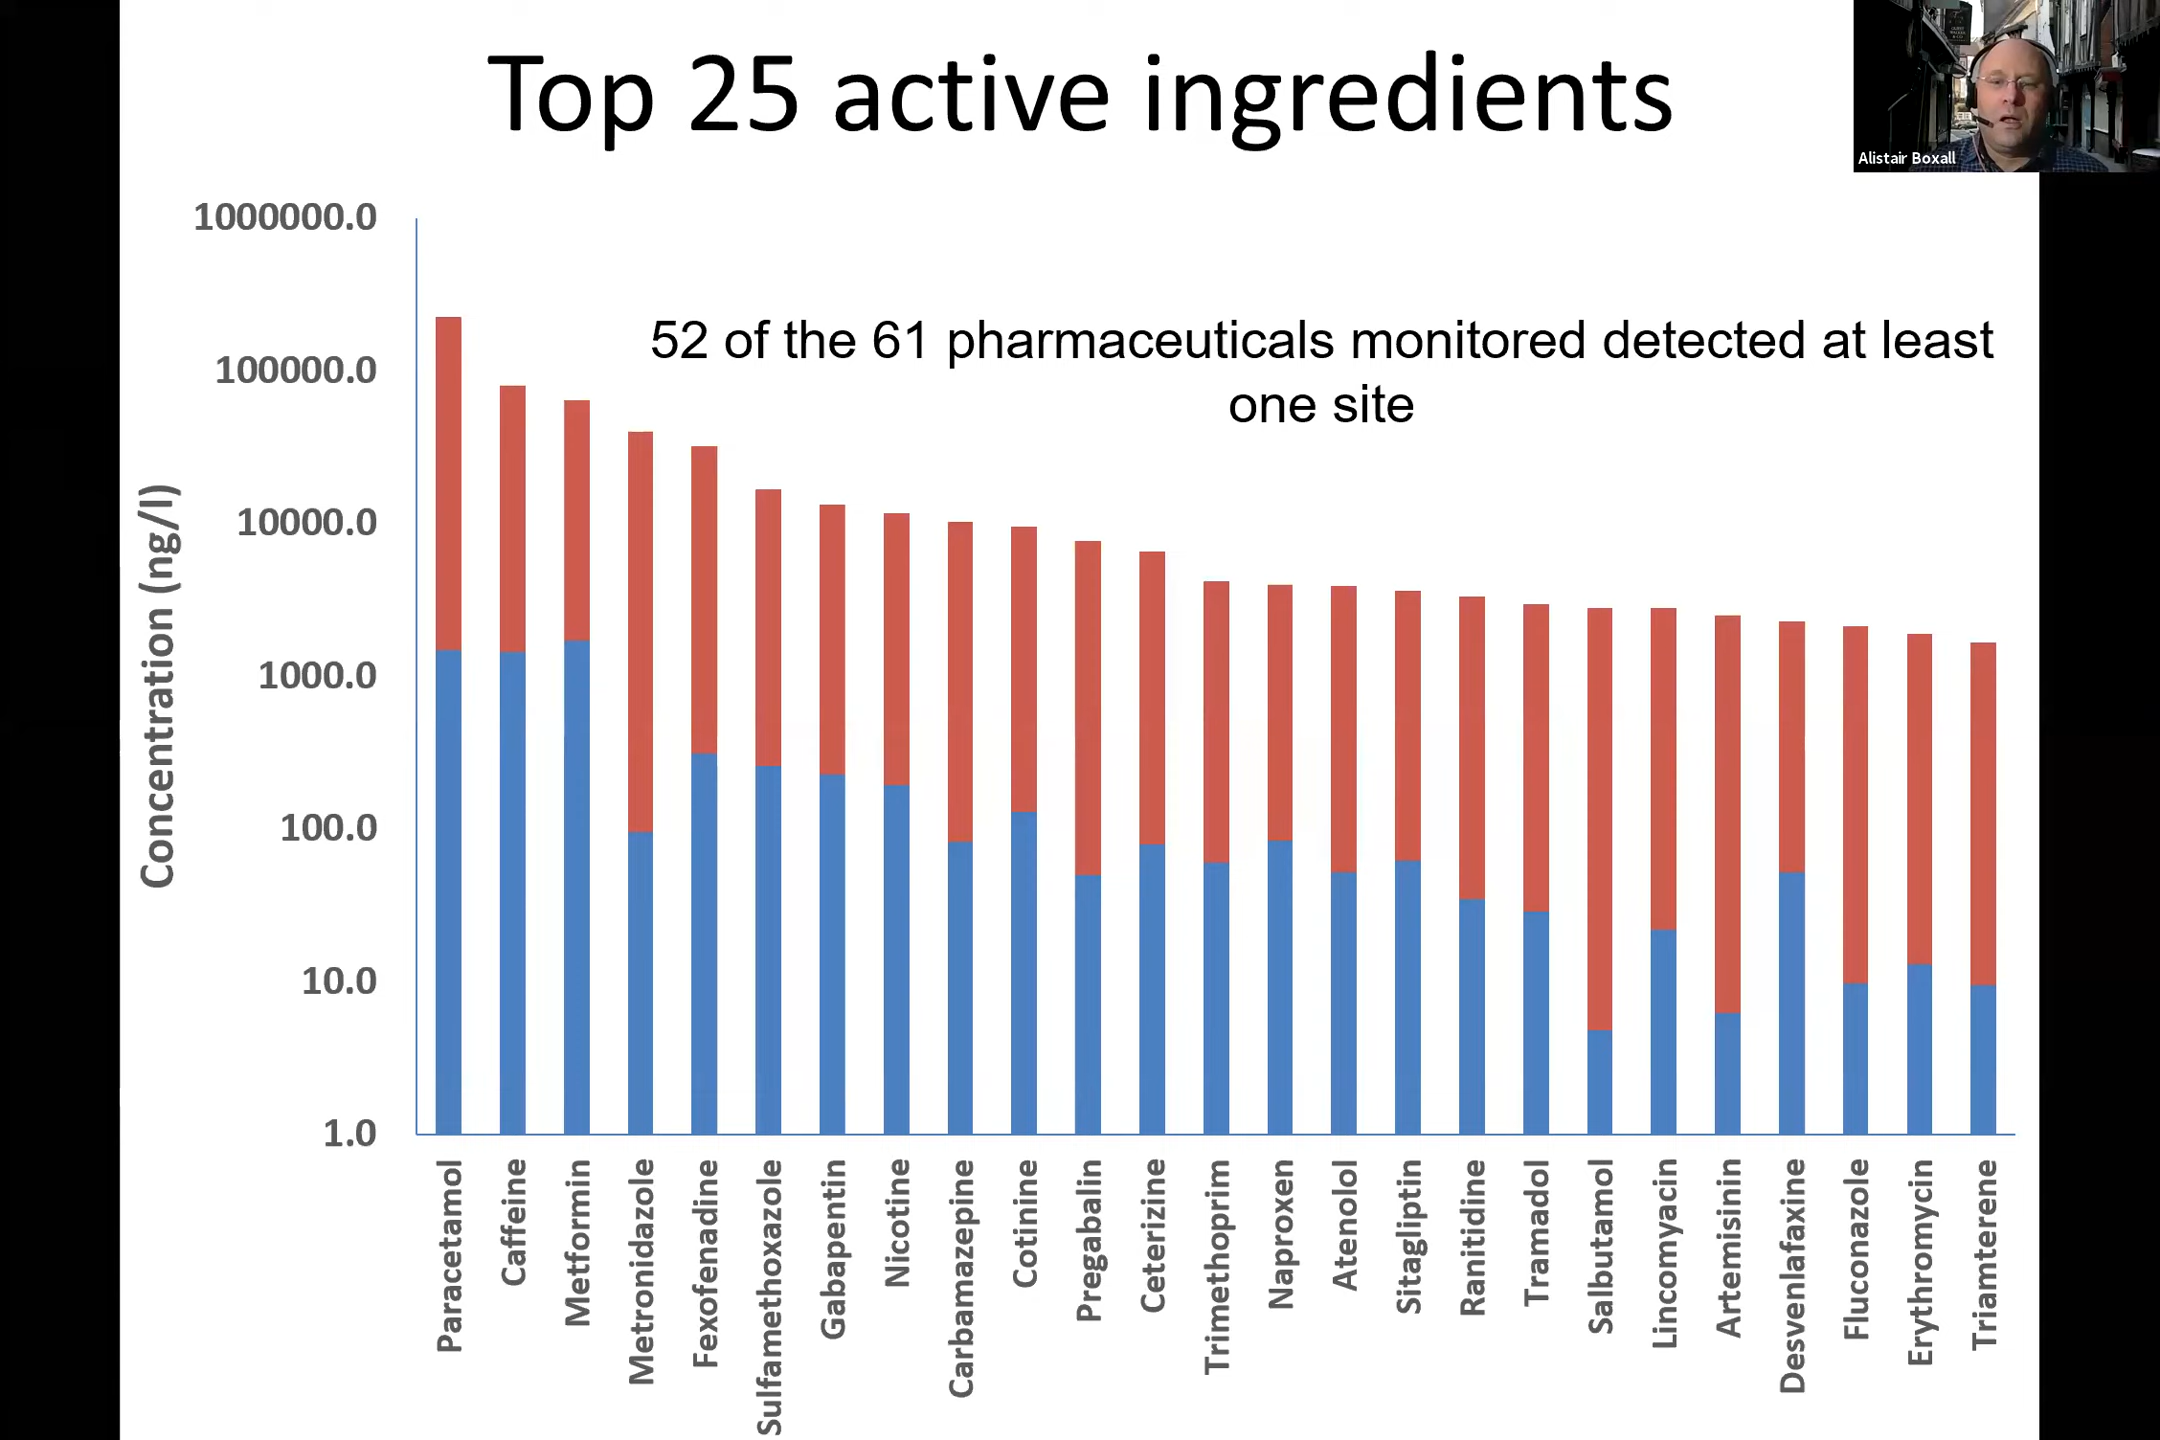 Top 25 active ingredients
Alistair Boxall
52 of the 61 pharmaceuticals monitored detected at least
one site
Concentration (ng/l)
1000000.0
100000.0
10000.0
1000.0
100.0
10.0
1.0
Paracetamol
Caffeine
Metformin
Metronidazole
Fexofenadine
Sulfamethoxazole
Gabapentin
Nicotine
Carbamazepine
Cotinine
Pregabalin
Ceterizine
Trimethoprim
Naproxen
Atenolol
Sitagliptin
Ranitidine
Tramadol
Salbutamol
Lincomyacin
Artemisinin
Desvenlafaxine
Fluconazole
Erythromycin
Triamterene